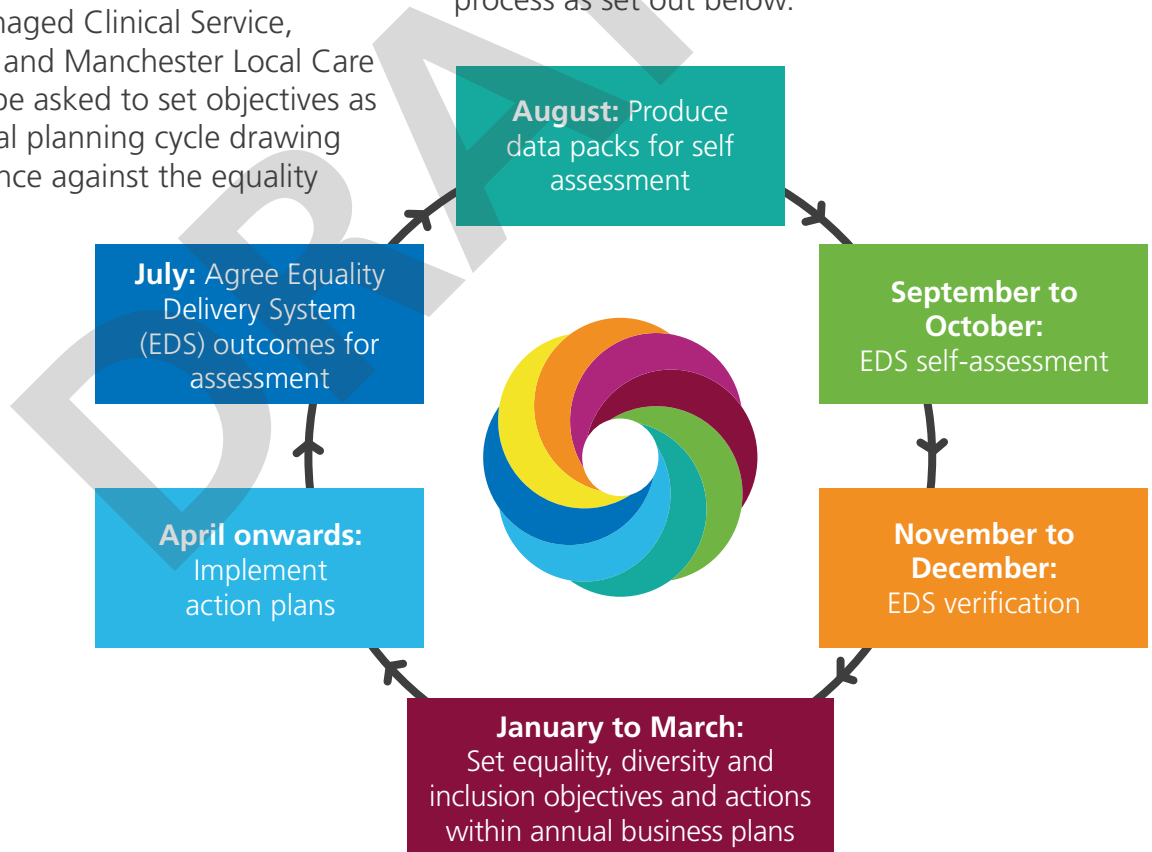 process as set out below.
naged Clinical Service,
and Manchester Local Care
be asked to set objectives as
al planning cycle drawing
nce against the equality
August: Produce
data packs for self
assessment
September to
October:
EDS self-assessment
November to
December:
EDS verification
January to March:
Set equality, diversity and
inclusion objectives and actions
within annual business plans
April onwards:
Implement
action plans
July: Agree Equality
Delivery System
(EDS) outcomes for
assessment
DRA